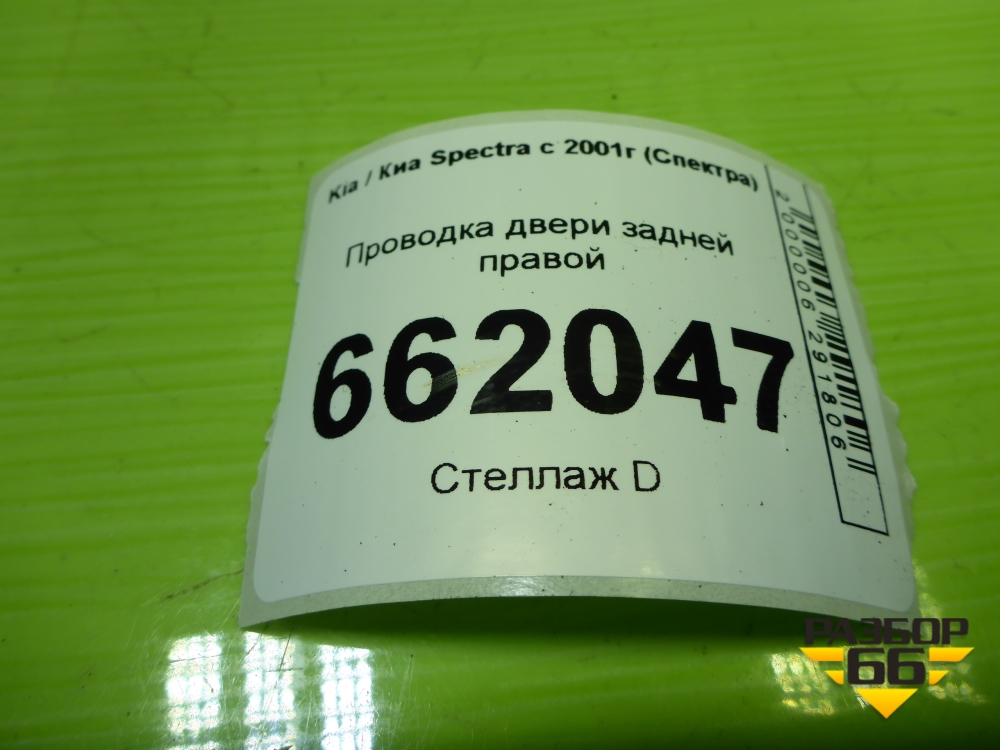 Kia / Киа Spectra с 2001г (Спектра)
Проводка двери задней
правой
662047
Стеллаж D
2000006291806
РАЗБОР
66